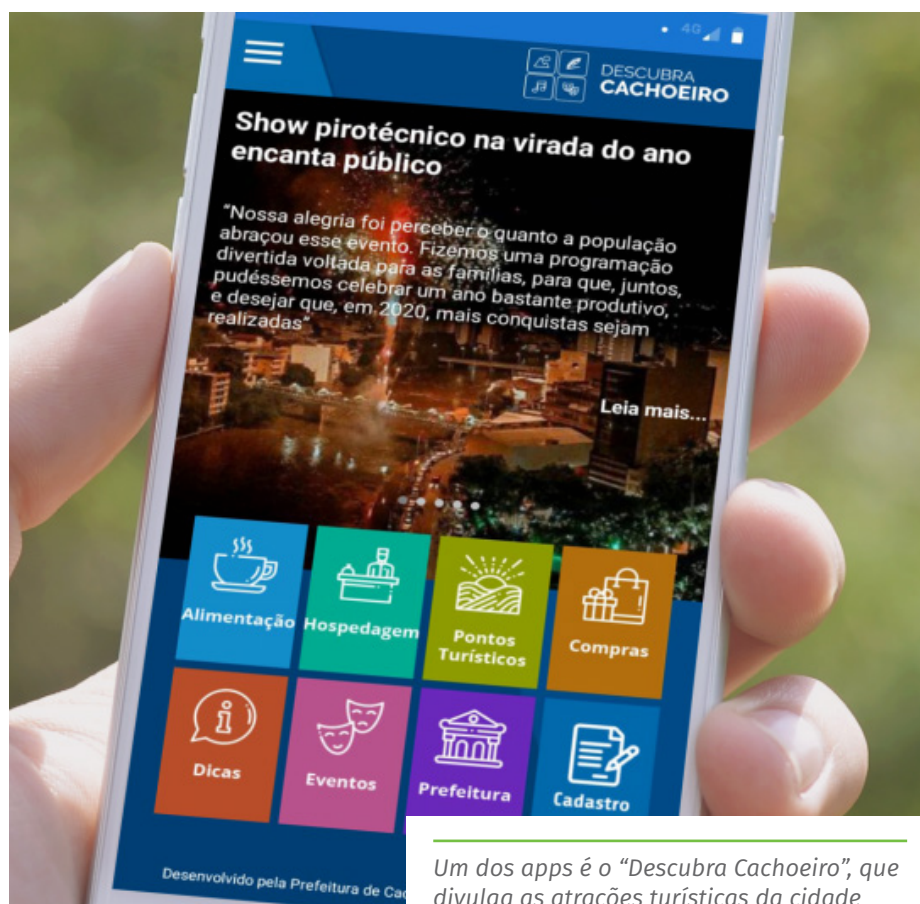 4G
DESCUBRA
CACHOEIRO
Show pirotécnico na virada do ano
encanta público
“Nossa alegria foi perceber o quanto a população
abraçou esse evento. Fizemos uma programação
divertida voltada para as famílias, para que, juntos,
pudéssemos celebrar um ano bastante produtivo,
e desejar que, em 2020, mais conquistas sejam
realizadas”
Leia mais...
Alimentação
Hospedagem
Pontos
Turísticos
Compras
Dicas
Eventos
Prefeitura
Cadastro
Desenvolvido pela Prefeitura de
Um dos apps é o “Descubra Cachoeiro”, que
divulga as atrações turísticas da cidade